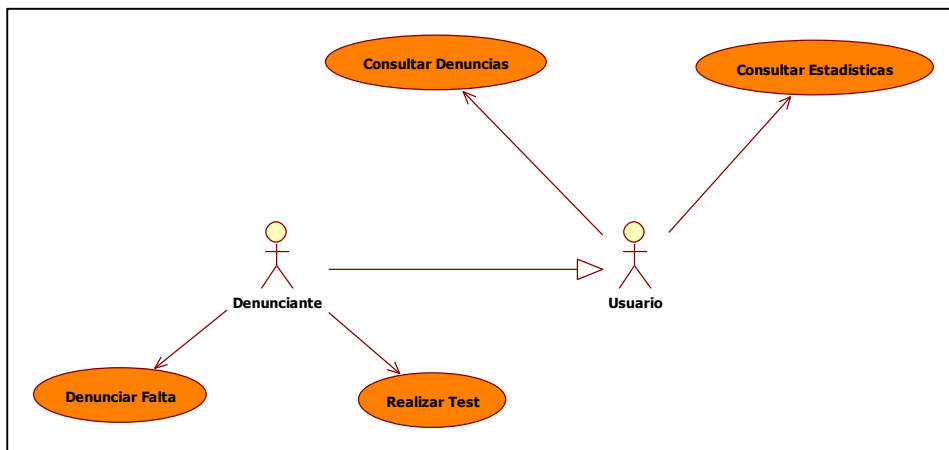 Consultar Denuncias
Consultar Estadisticas
Denunciante
Usuario
Denunciar Falta
Realizar Test